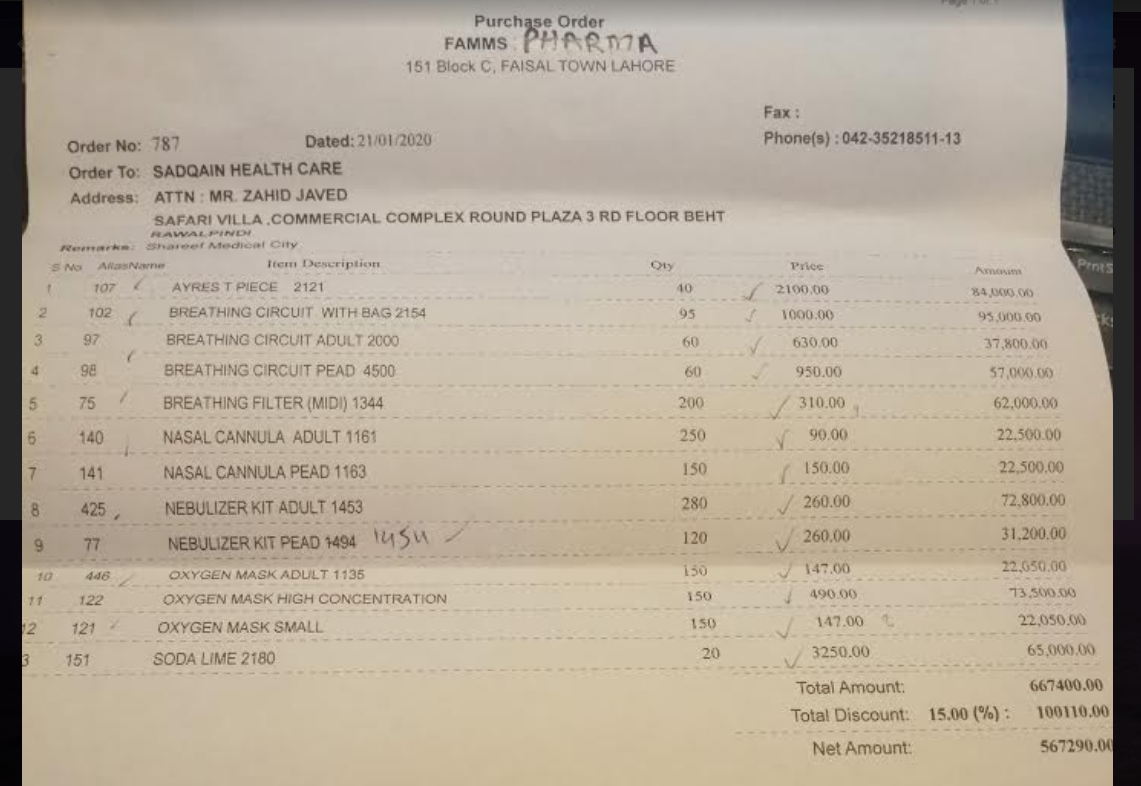 Page 1 of 1
Purchase Order
FAMMS PHARMA
151 Block C, FAISAL TOWN LAHORE
Fax :
Order No: 787 Dated: 21/01/2020 Phone(s) : 042-35218511-13
Order To: SADQAIN HEALTH CARE
Address: ATTN : MR. ZAHID JAVED
SAFARI VILLA ,COMMERCIAL COMPLEX ROUND PLAZA 3 RD FLOOR BEHT
RAWALPINDI
Remarks: Shareef Medical City
S No AliasName Item Description Qty Price Amount
1 107 AYRES T PIECE 2121 40 2100.00 84,000.00
2 102 BREATHING CIRCUIT WITH BAG 2154 95 1000.00 95,000.00
3 97 BREATHING CIRCUIT ADULT 2000 60 630.00 37,800.00
4 98 BREATHING CIRCUIT PEAD 4500 60 950.00 57,000.00
5 75 BREATHING FILTER (MIDI) 1344 200 310.00 62,000.00
6 140 NASAL CANNULA ADULT 1161 250 90.00 22,500.00
7 141 NASAL CANNULA PEAD 1163 150 150.00 22,500.00
8 425 NEBULIZER KIT ADULT 1453 280 260.00 72,800.00
9 77 NEBULIZER KIT PEAD 1494 1454 120 260.00 31,200.00
10 446 OXYGEN MASK ADULT 1135 150 147.00 22,050.00
11 122 OXYGEN MASK HIGH CONCENTRATION 150 490.00 73,500.00
12 121 OXYGEN MASK SMALL 150 147.00 22,050.00
3 151 SODA LIME 2180 20 3250.00 65,000.00
Total Amount: 667400.00
Total Discount: 15.00 (%) : 100110.00
Net Amount: 567290.00
PrntS